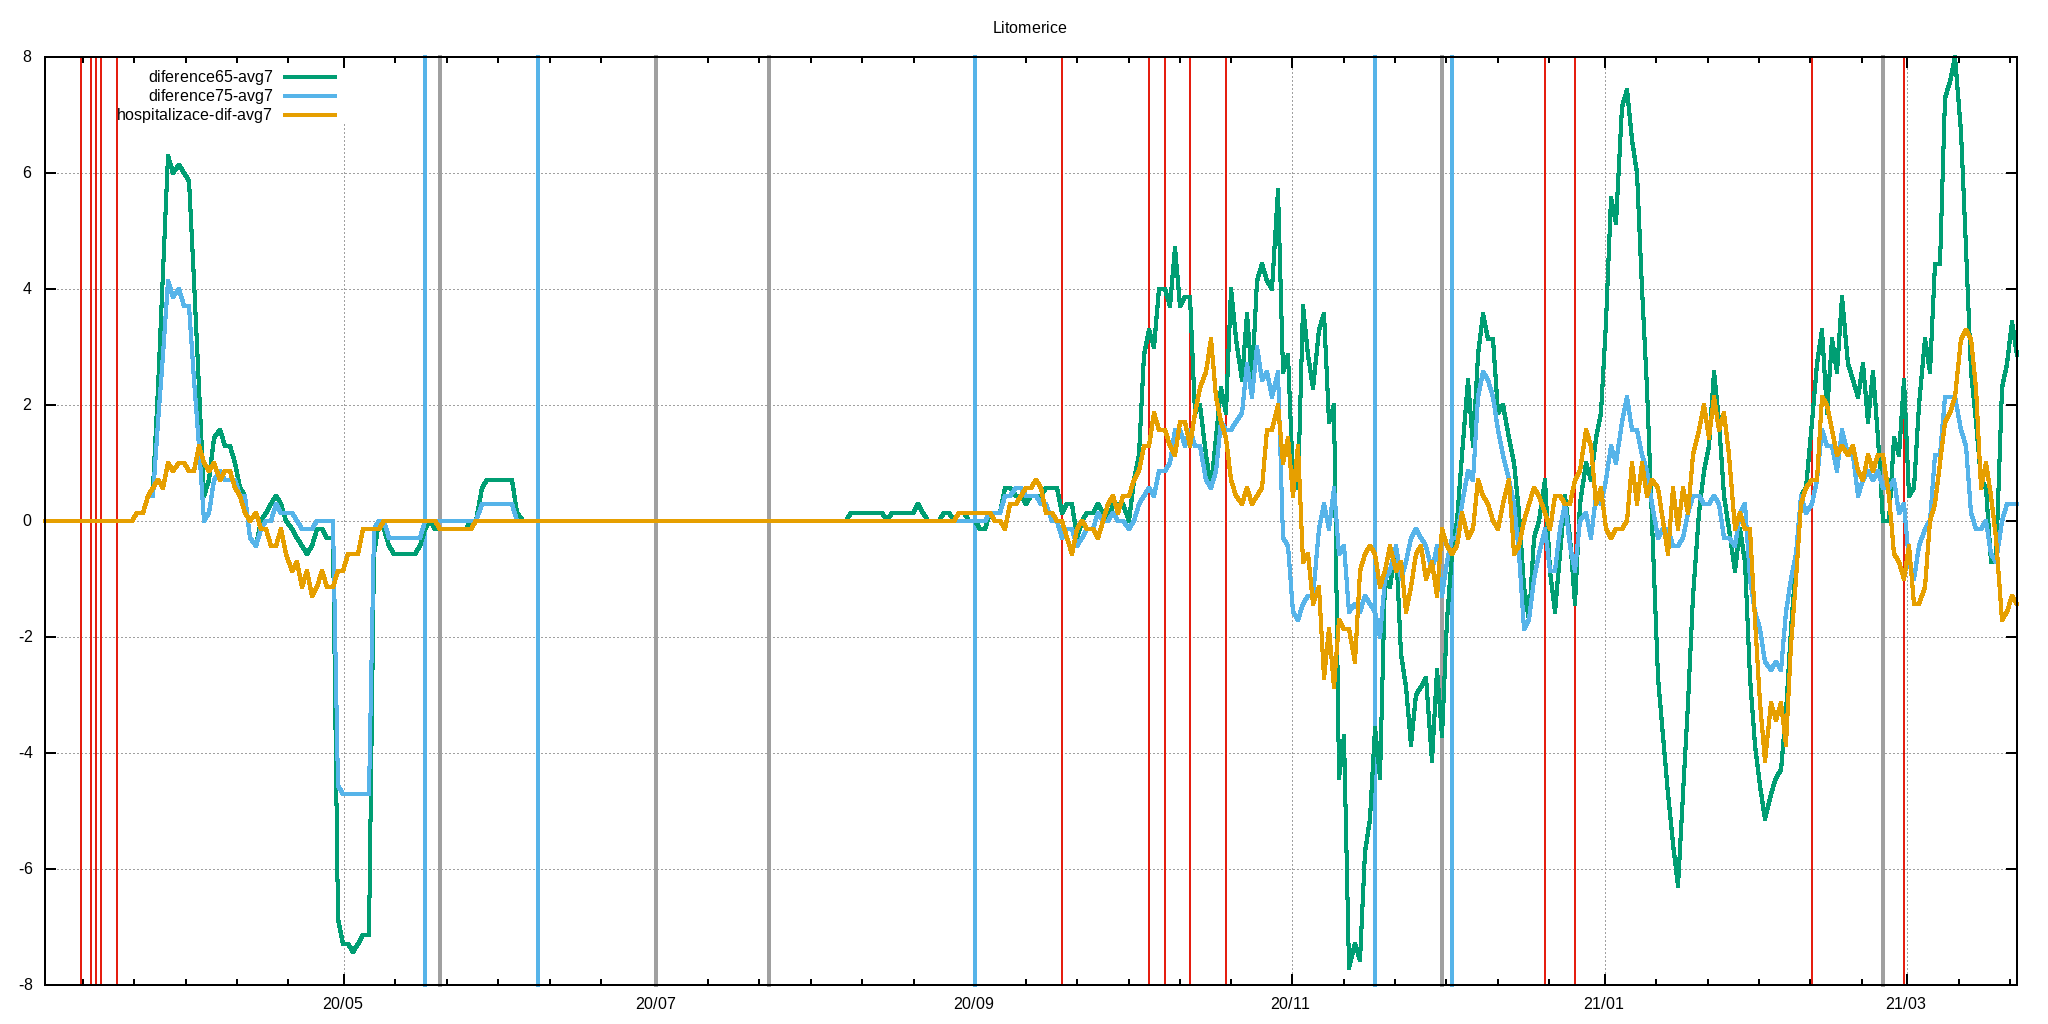 Litomerice
8
diference65-avg7
diference75-avg7
hospitalizace-dif-avg7
6
4
2
0
-2
-4
-6
-8
20/05 20/07 20/09 20/11 21/01 21/03